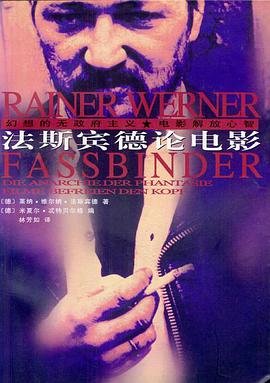 RAINER WERNER
幻想的无政府主义★电影解放心智
法斯宾德论电影
FASSBINDER
DIE ANARCHIE DER PHANTASIE
FILME BEFREIEN DEN KOPF
〔德〕莱纳·维尔纳·法斯宾德 著
〔德〕米夏尔·忒特贝尔格 编
林芳如 译